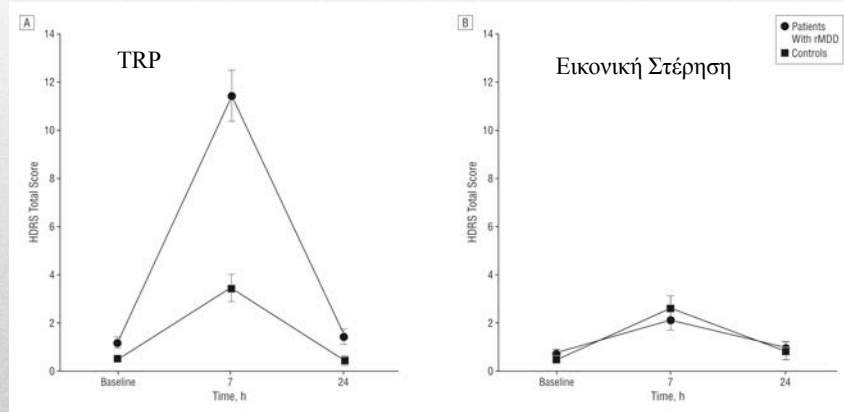 A
TRP
HDRS Total Score
14
12
10
8
6
4
2
0
Baseline
7
24
Time, h
B
Εικονική Στέρηση
Patients
With rMDD
Controls
HDRS Total Score
14
12
10
8
6
4
2
0
Baseline
7
24
Time, h